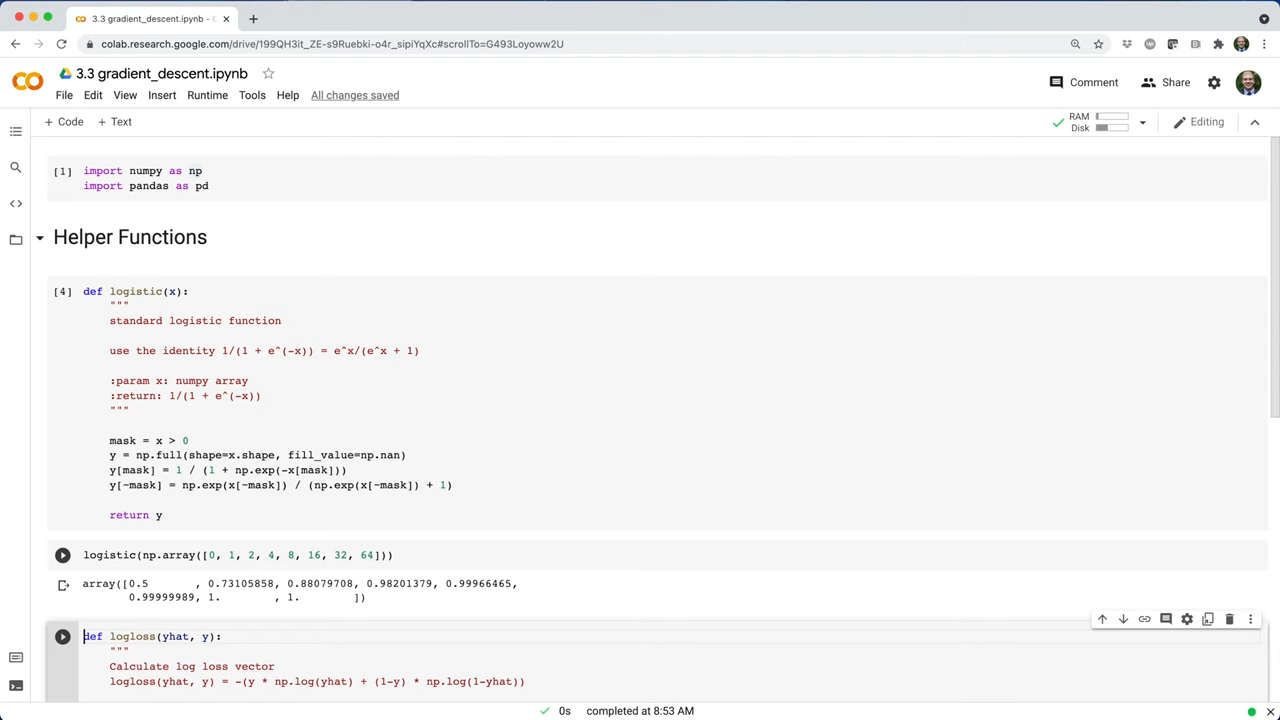 3.3 gradient_descent.ipynb - C
colab.research.google.com/drive/199QH3it_ZE-s9Ruebki-o4r_sipiYqXc#scrollTo=G493Loyoww2U
3.3 gradient_descent.ipynb
Comment
Share
File Edit View Insert Runtime Tools Help All changes saved
+ Code + Text
RAM
Disk
Editing
[1] import numpy as np
import pandas as pd
Helper Functions
[4] def logistic(x):
"""
standard logistic function
use the identity 1/(1 + e^(-x)) = e^x/(e^x + 1)
:param x: numpy array
:return: 1/(1 + e^(-x))
"""
mask = x > 0
y = np.full(shape=x.shape, fill_value=np.nan)
y[mask] = 1 / (1 + np.exp(-x[mask]))
y[~mask] = np.exp(x[~mask]) / (np.exp(x[~mask]) + 1)
return y
logistic(np.array([0, 1, 2, 4, 8, 16, 32, 64]))
array([0.5       , 0.73105858, 0.88079708, 0.98201379, 0.99966465,
0.99999989, 1.        , 1.        ])
def logloss(yhat, y):
"""
Calculate log loss vector
logloss(yhat, y) = -(y * np.log(yhat) + (1-y) * np.log(1-yhat))
0s completed at 8:53 AM